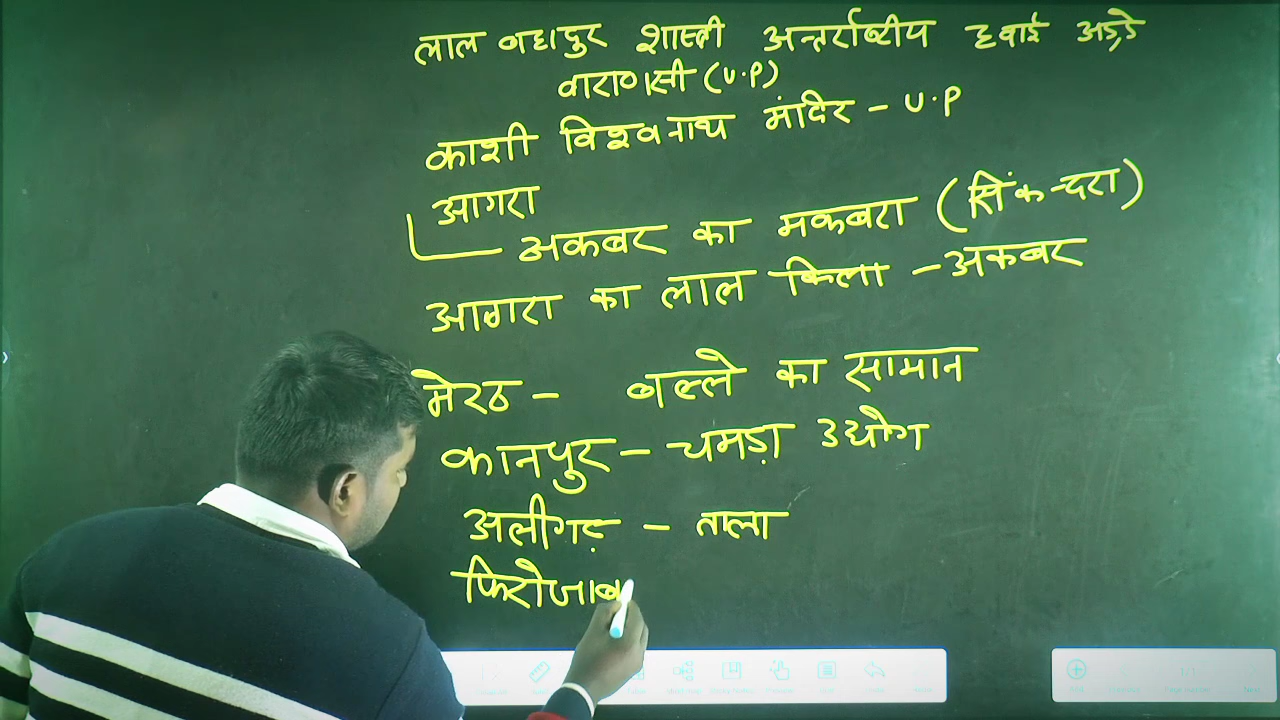 लाल बहादुर शास्त्री अन्तर्राष्टीय हवाई अड़्डे
वाराणसी (U.P)
काशी विश्वनाथ मंदिर - U.P
आगरा
अकबर का मकबरा (सिंकन्दरा)
आगरा का लाल किला - अकबर
मेरठ - बल्ले का सामान
कानपुर - चमड़ा उद्योग
अलीगढ़ - ताला
फिरोजाब